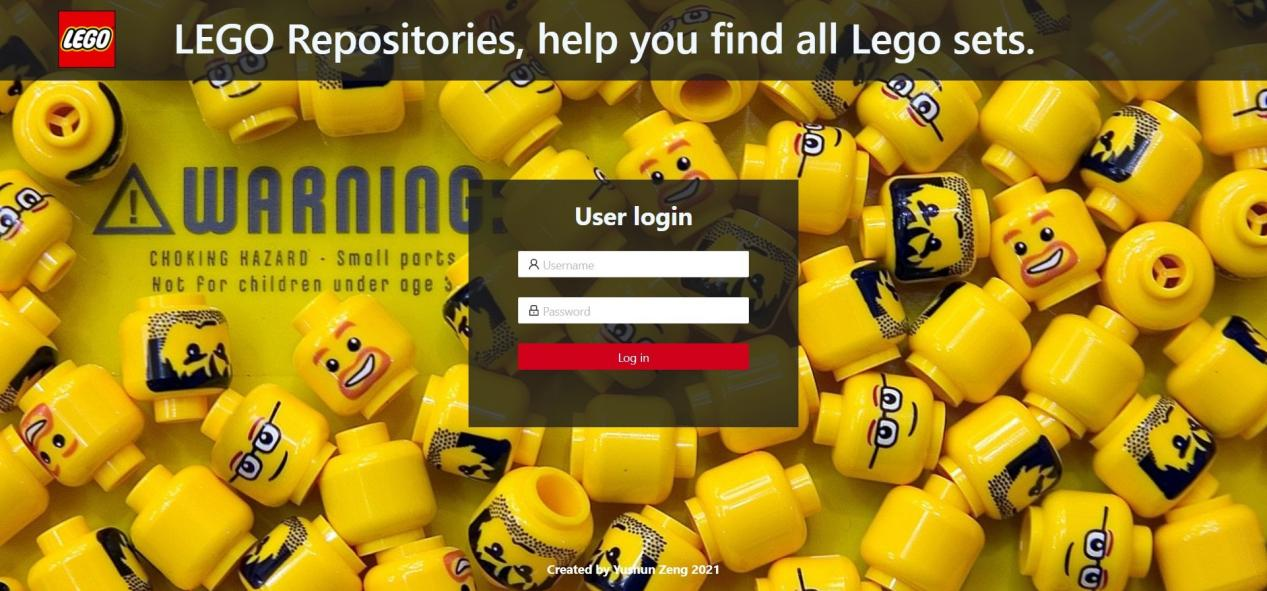 LEGO
LEGO Repositories, help you find all Lego sets.
WARNING:
CHOKING HAZARD - Small parts
Not for children under age 3.
User login
Username
Password
Log in
Created by Yushun Zeng 2021